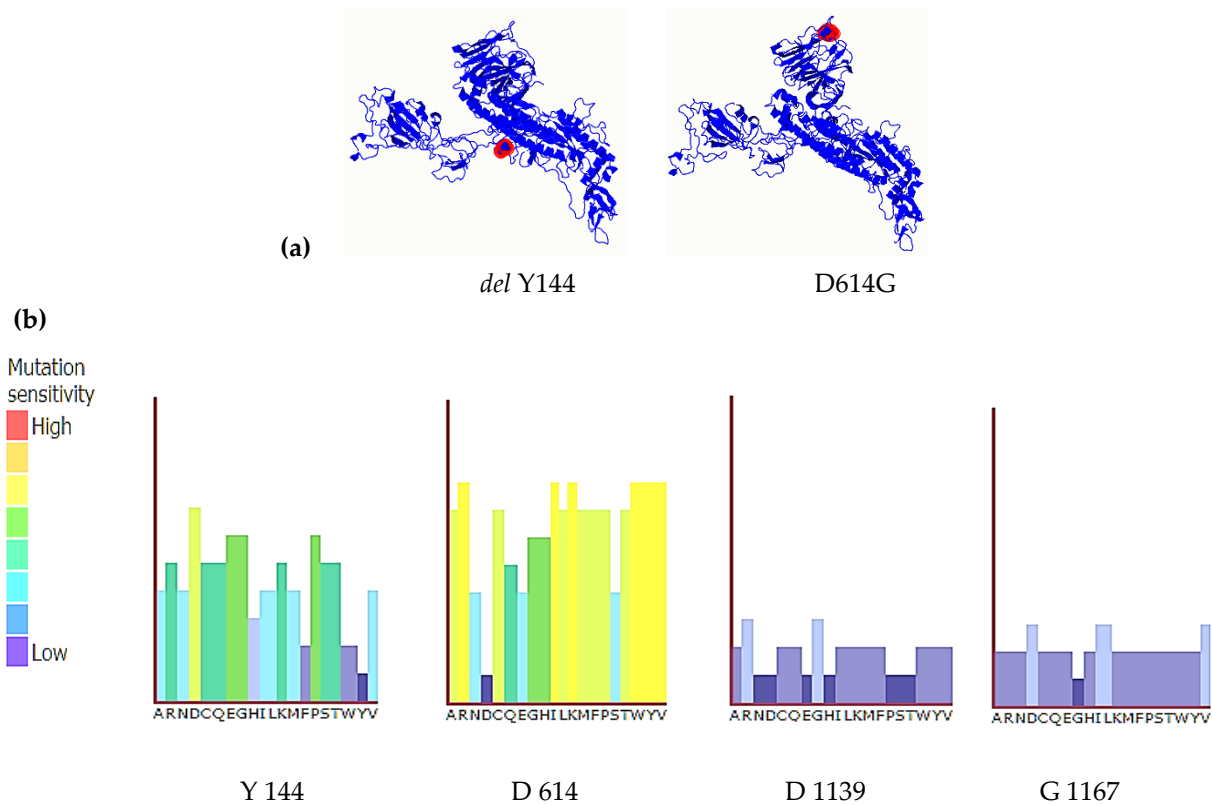 (a)
del Y144 D614G
(b)
Mutation
sensitivity
High
Low
ARNDCQEGHILKMFPSTWYV ARNDCQEGHILKMFPSTWYV ARNDCQEGHILKMFPSTWYV ARNDCQEGHILKMFPSTWYV
Y 144 D 614 D 1139 G 1167